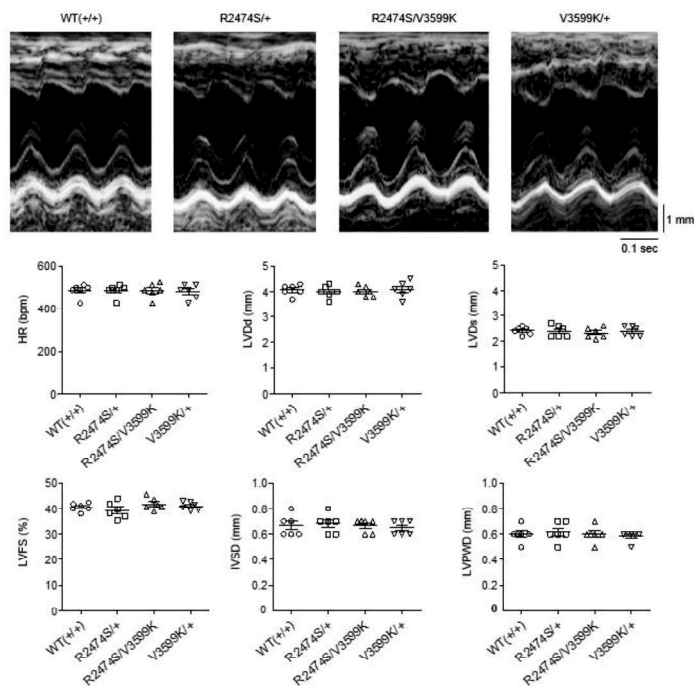 WT(+/+)
R2474S/+
R2474S/V3599K
V3599K/+
1 mm
0.1 sec
HR (bpm)
600
400
200
0
WT(+/+)
R2474S/+
R2474S/V3599K
V3599K/+
LVDd (mm)
5
4
3
2
1
0
WT(+/+)
R2474S/+
R2474S/V3599K
V3599K/+
LVDs (mm)
5
4
3
2
1
0
WT(+/+)
R2474S/+
R2474S/V3599K
V3599K/+
LVFS (%)
50
40
30
20
10
0
WT(+/+)
R2474S/+
R2474S/V3599K
V3599K/+
IVSD (mm)
1.0
0.8
0.6
0.4
0.2
0
WT(+/+)
R2474S/+
R2474S/V3599K
V3599K/+
LVPWD (mm)
1.0
0.8
0.6
0.4
0.2
0
WT(+/+)
R2474S/+
R2474S/V3599K
V3599K/+